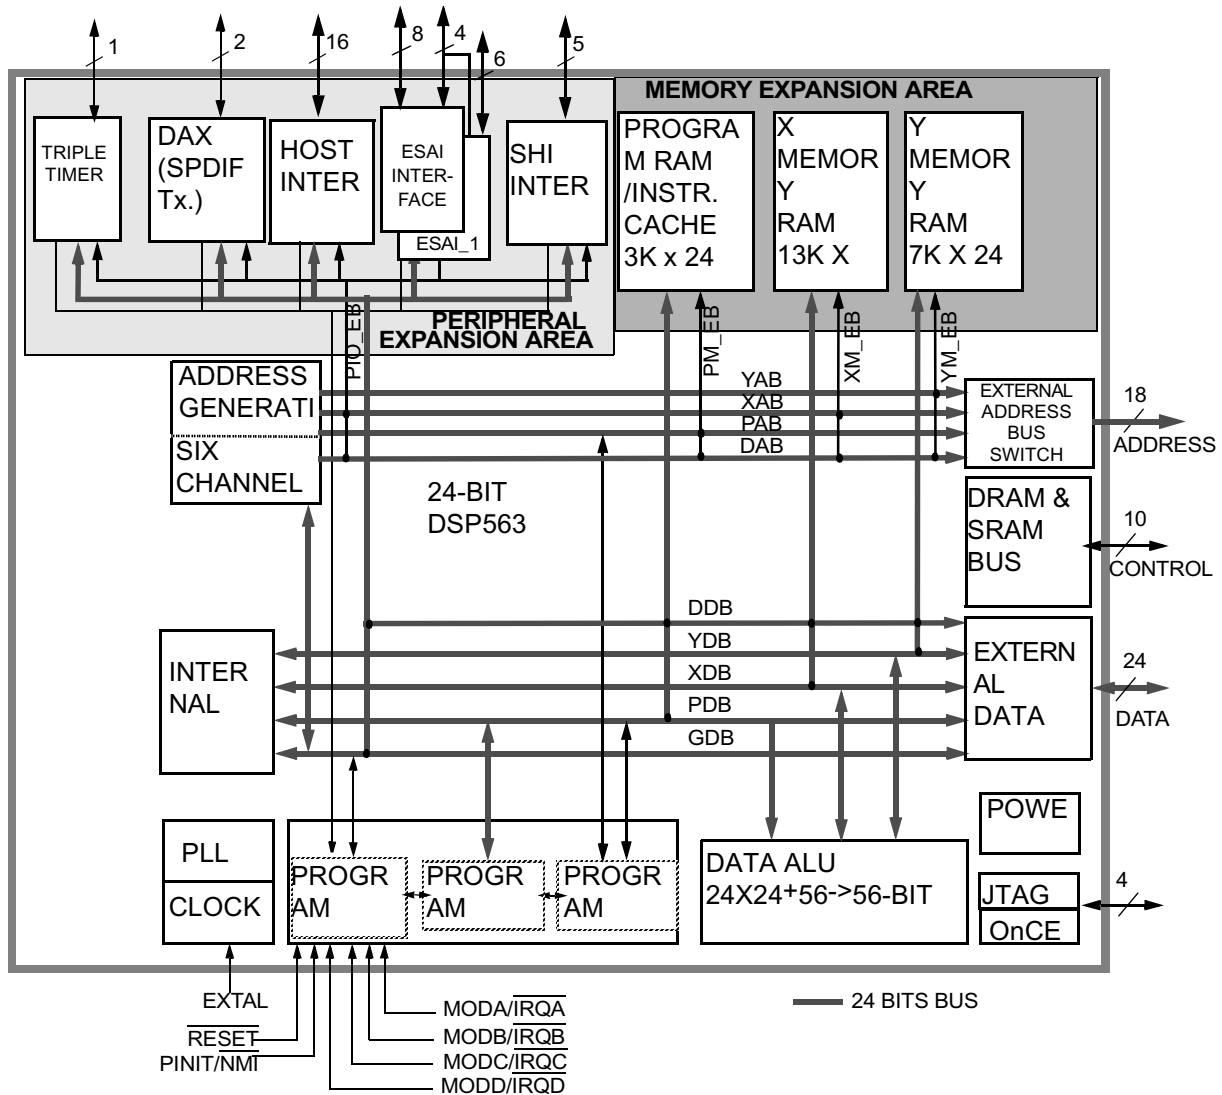 1
2
16
8
4
6
5
MEMORY EXPANSION AREA
TRIPLE
TIMER
DAX
(SPDIF
Tx.)
HOST
INTER
ESAI
INTER-
FACE
ESAI_1
SHI
INTER
PROGRA
M RAM
/INSTR.
CACHE
3K x 24
X
MEMOR
Y
RAM
13K X
Y
MEMOR
Y
RAM
7K X 24
PERIPHERAL
EXPANSION AREA
PIO_EB
PM_EB
XM_EB
YM_EB
ADDRESS
GENERATI
SIX
CHANNEL
YAB
XAB
PAB
DAB
EXTERNAL
ADDRESS
BUS
SWITCH
18
ADDRESS
24-BIT
DSP563
DRAM &
SRAM
BUS
10
CONTROL
DDB
YDB
XDB
PDB
GDB
INTER
NAL
EXTERN
AL
DATA
24
DATA
PLL
CLOCK
PROGR
AM
PROGR
AM
PROGR
AM
DATA ALU
24X24+56->56-BIT
POWE
JTAG
OnCE
4
EXTAL
RESET
PINIT/NMI
MODA/IRQA
MODB/IRQB
MODC/IRQC
MODD/IRQD
24 BITS BUS